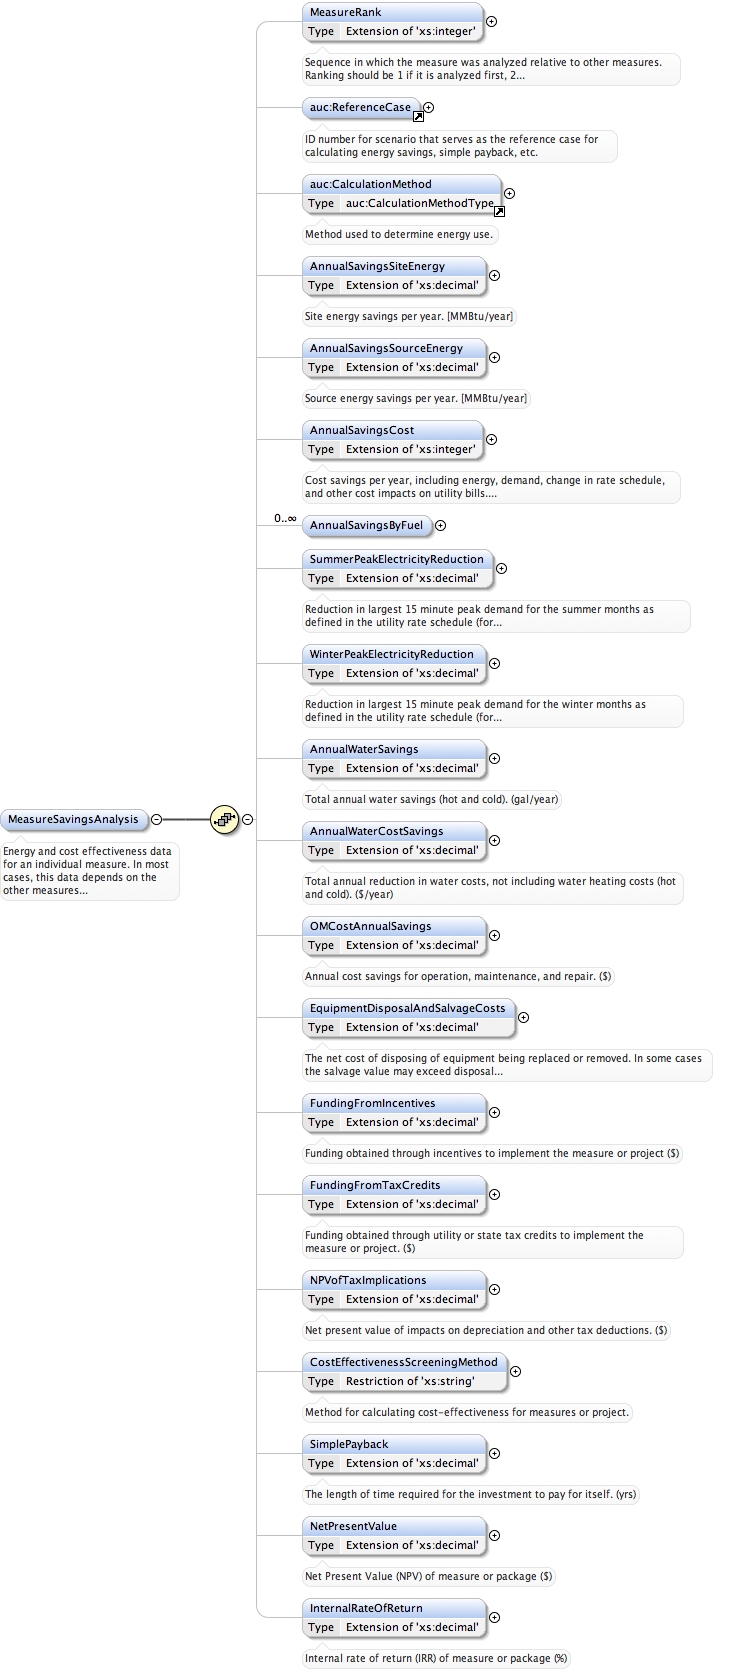 MeasureRank
Type Extension of 'xs:integer'
Sequence in which the measure was analyzed relative to other measures.
Ranking should be 1 if it is analyzed first, 2...
auc:ReferenceCase
ID number for scenario that serves as the reference case for
calculating energy savings, simple payback, etc.
auc:CalculationMethod
Type auc:CalculationMethodType
Method used to determine energy use.
AnnualSavingsSiteEnergy
Type Extension of 'xs:decimal'
Site energy savings per year. [MMBtu/year]
AnnualSavingsSourceEnergy
Type Extension of 'xs:decimal'
Source energy savings per year. [MMBtu/year]
AnnualSavingsCost
Type Extension of 'xs:integer'
Cost savings per year, including energy, demand, change in rate schedule,
and other cost impacts on utility bills....
0..∞
AnnualSavingsByFuel
SummerPeakElectricityReduction
Type Extension of 'xs:decimal'
Reduction in largest 15 minute peak demand for the summer months as
defined in the utility rate schedule (for...
WinterPeakElectricityReduction
Type Extension of 'xs:decimal'
Reduction in largest 15 minute peak demand for the winter months as
defined in the utility rate schedule (for...
AnnualWaterSavings
Type Extension of 'xs:decimal'
Total annual water savings (hot and cold). (gal/year)
MeasureSavingsAnalysis
Energy and cost effectiveness data
for an individual measure. In most
cases, this data depends on the
other measures...
AnnualWaterCostSavings
Type Extension of 'xs:decimal'
Total annual reduction in water costs, not including water heating costs (hot
and cold). ($/year)
OMCostAnnualSavings
Type Extension of 'xs:decimal'
Annual cost savings for operation, maintenance, and repair. ($)
EquipmentDisposalAndSalvageCosts
Type Extension of 'xs:decimal'
The net cost of disposing of equipment being replaced or removed. In some cases
the salvage value may exceed disposal...
FundingFromIncentives
Type Extension of 'xs:decimal'
Funding obtained through incentives to implement the measure or project ($)
FundingFromTaxCredits
Type Extension of 'xs:decimal'
Funding obtained through utility or state tax credits to implement the
measure or project. ($)
NPVofTaxImplications
Type Extension of 'xs:decimal'
Net present value of impacts on depreciation and other tax deductions. ($)
CostEffectivenessScreeningMethod
Type Restriction of 'xs:string'
Method for calculating cost-effectiveness for measures or project.
SimplePayback
Type Extension of 'xs:decimal'
The length of time required for the investment to pay for itself. (yrs)
NetPresentValue
Type Extension of 'xs:decimal'
Net Present Value (NPV) of measure or package ($)
InternalRateOfReturn
Type Extension of 'xs:decimal'
Internal rate of return (IRR) of measure or package (%)